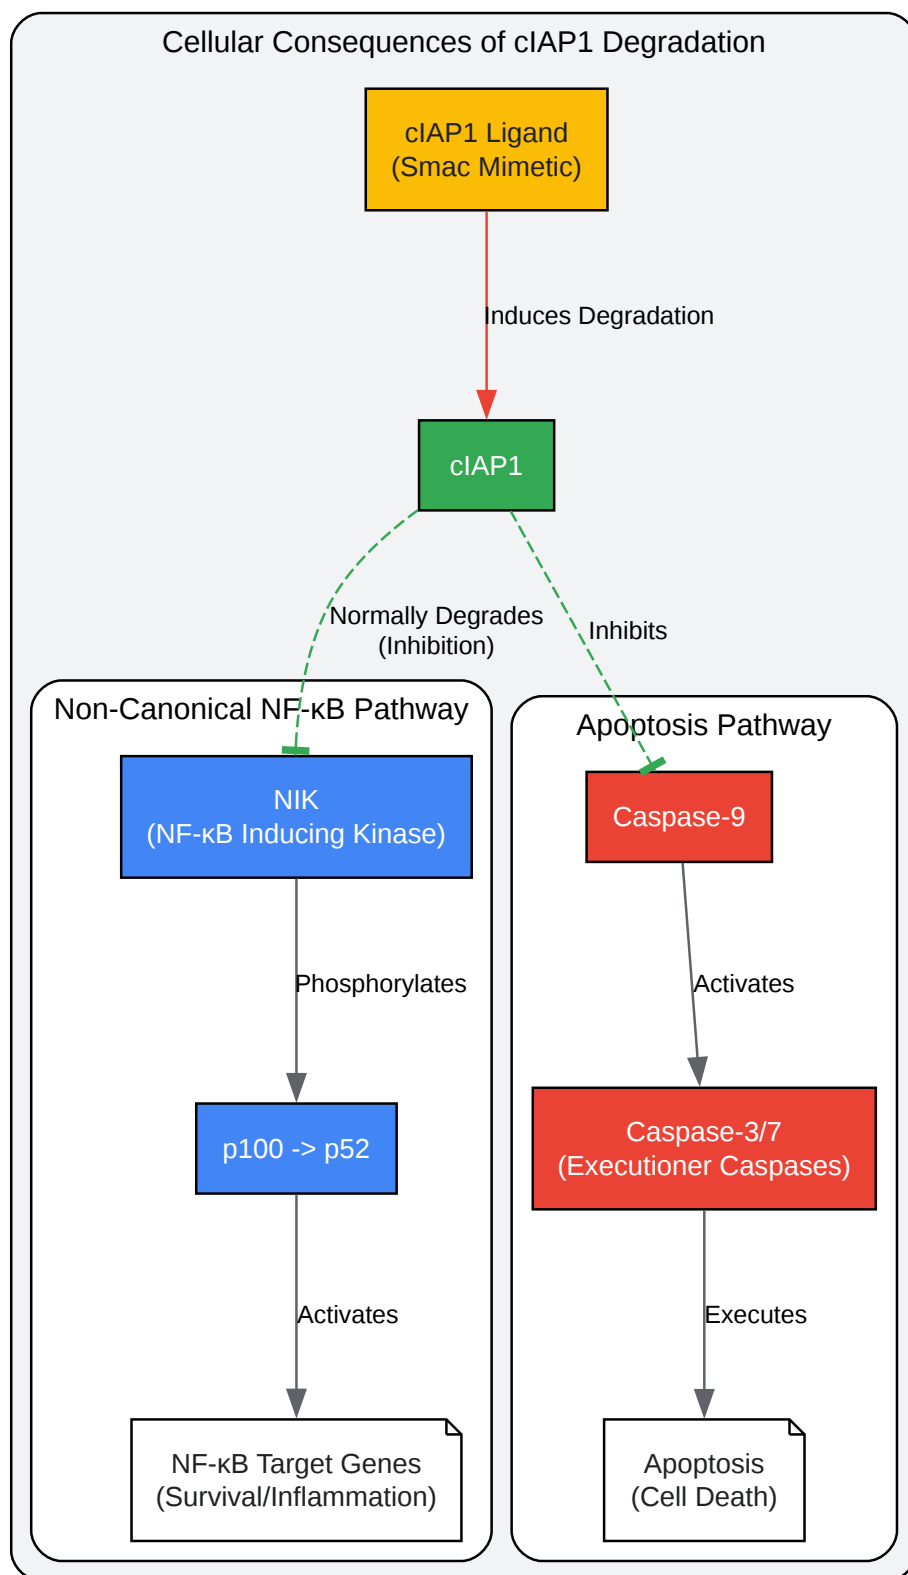 Cellular Consequences of cIAP1 Degradation
cIAP1 Ligand
(Smac Mimetic)
Induces Degradation
cIAP1
Normally Degrades
(Inhibition)
Inhibits
Non-Canonical NF-κB Pathway
NIK
(NF-κB Inducing Kinase)
Phosphorylates
p100 -> p52
Activates
NF-κB Target Genes
(Survival/Inflammation)
Apoptosis Pathway
Caspase-9
Activates
Caspase-3/7
(Executioner Caspases)
Executes
Apoptosis
(Cell Death)